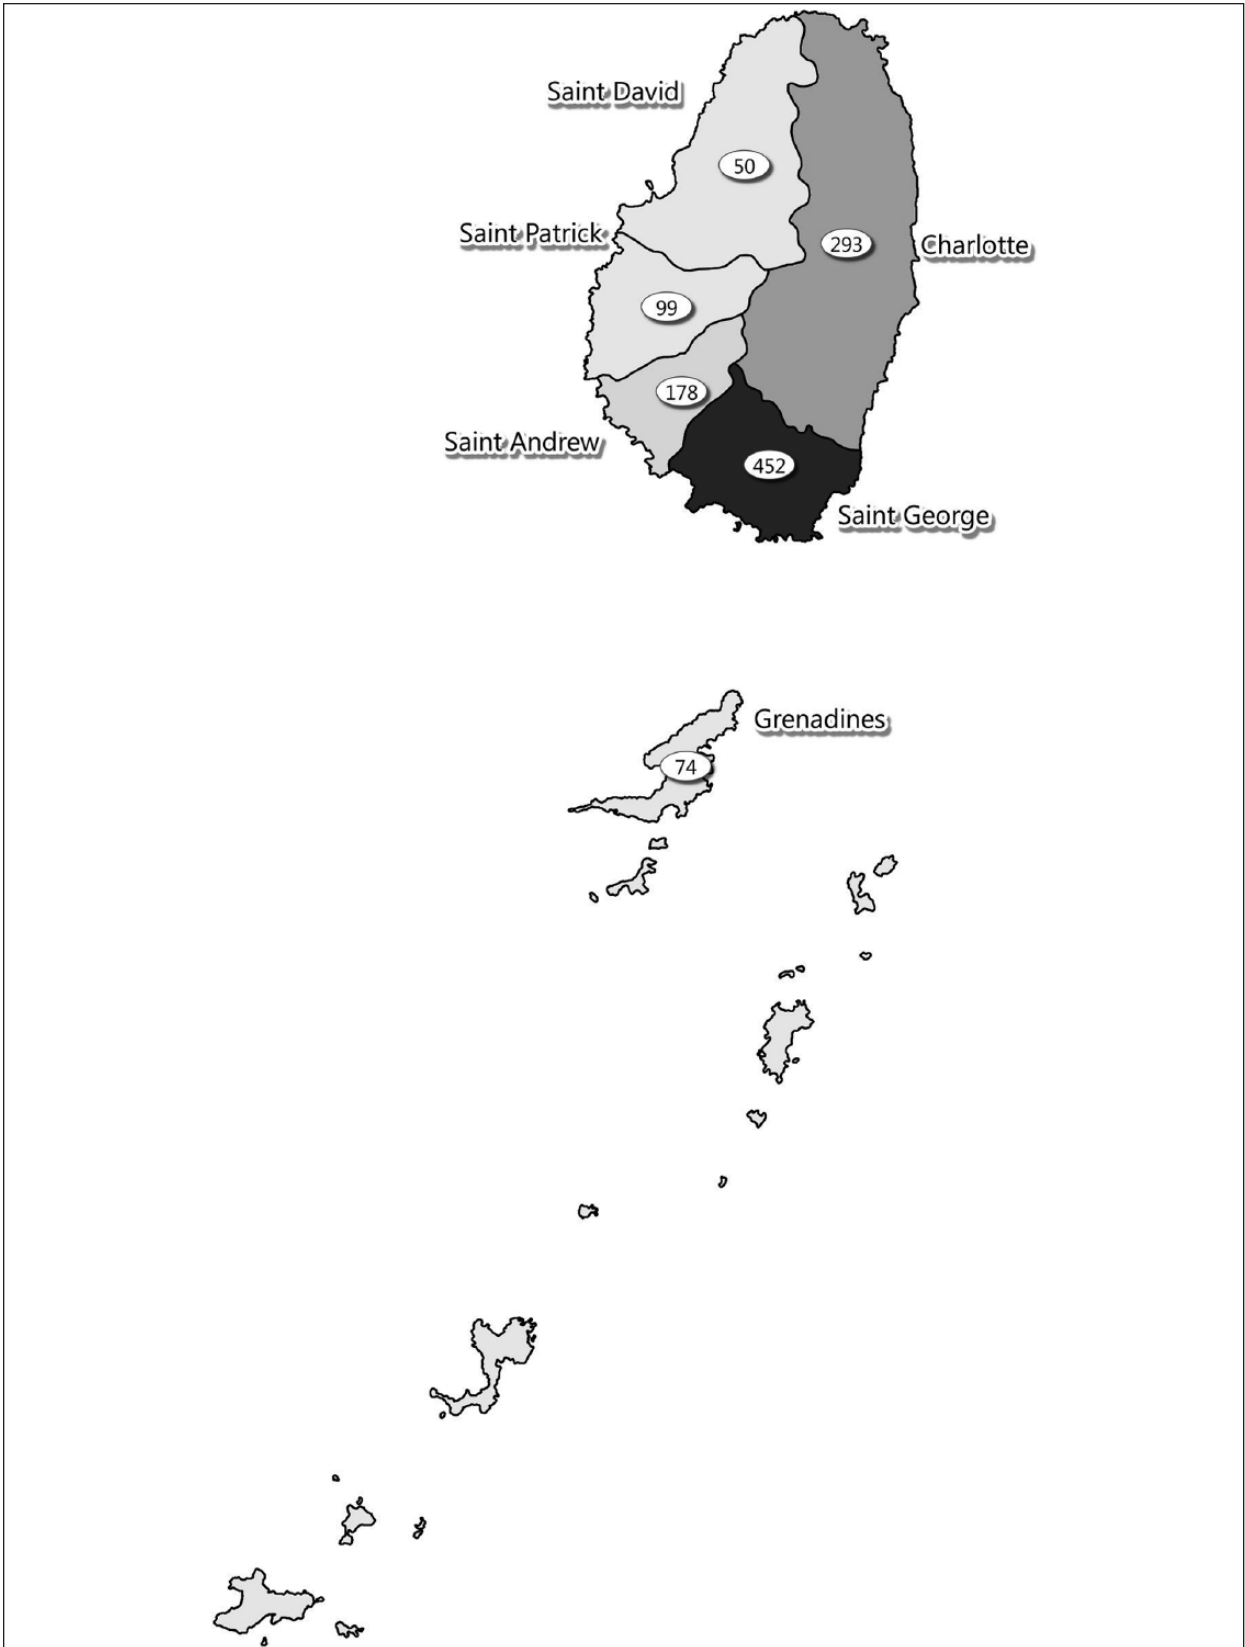 Saint David
50
Saint Patrick
293
Charlotte
99
178
Saint Andrew
452
Saint George
Grenadines
74